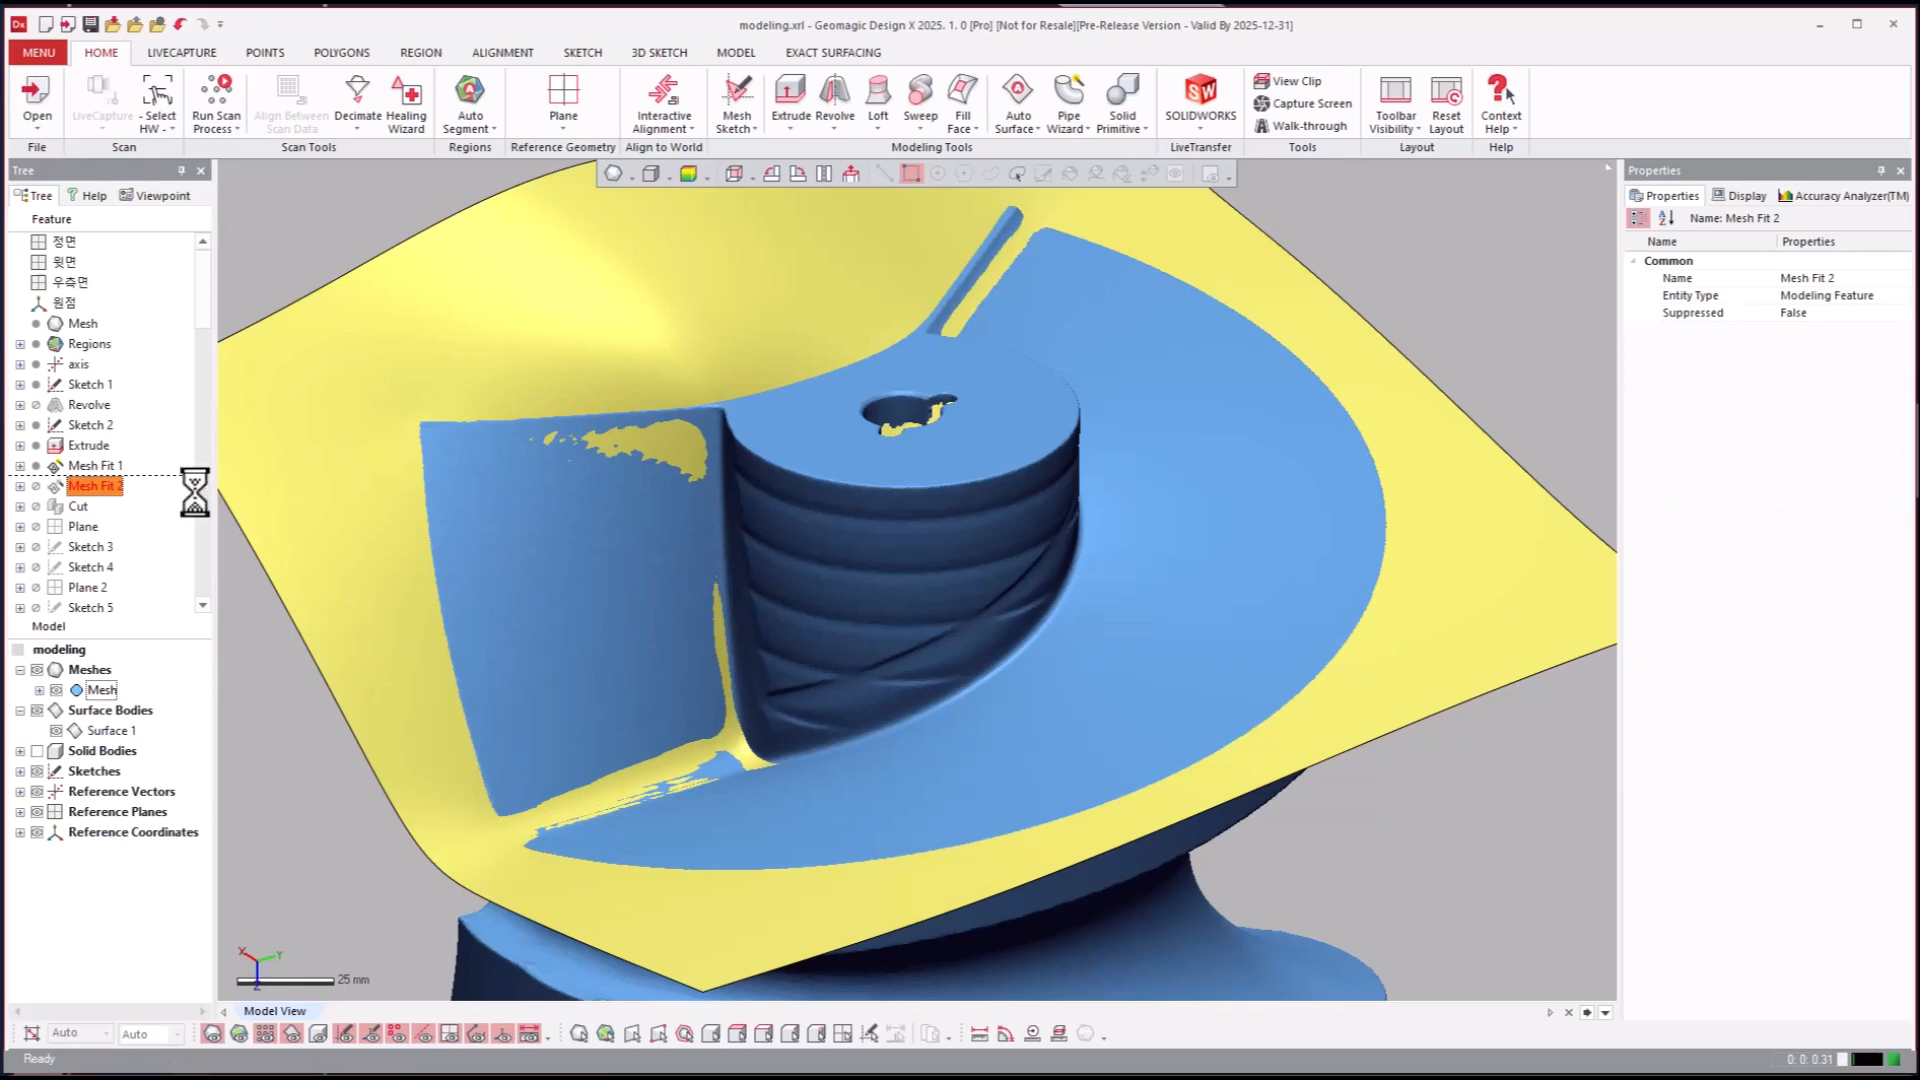 Dx
modeling.xrl - Geomagic Design X 2025. 1. 0 [Pro] [Not for Resale][Pre-Release Version - Valid By 2025-12-31]
MENU HOME LIVECAPTURE POINTS POLYGONS REGION ALIGNMENT SKETCH 3D SKETCH MODEL EXACT SURFACING
Open
LiveCapture
Select
HW
Run Scan
Process
Align Between
Scan Data
Decimate
Healing
Wizard
Auto
Segment
Plane
Interactive
Alignment
Mesh
Sketch
Extrude
Revolve
Loft
Sweep
Fill
Face
Auto
Surface
Pipe
Wizard
Solid
Primitive
SW
SOLIDWORKS
View Clip
Capture Screen
Walk-through
Toolbar
Visibility
Reset
Layout
Context
Help
File Scan Scan Tools Regions Reference Geometry Align to World Modeling Tools LiveTransfer Tools Layout Help
Tree
Tree Help Viewpoint
Feature
정면
윗면
우측면
원점
Mesh
Regions
axis
Sketch 1
Revolve
Sketch 2
Extrude
Mesh Fit 1
Mesh Fit 2
Cut
Plane
Sketch 3
Sketch 4
Plane 2
Sketch 5
Model
modeling
Meshes
Mesh
Surface Bodies
Surface 1
Solid Bodies
Sketches
Reference Vectors
Reference Planes
Reference Coordinates
X
Y
Z
25 mm
Model View
Properties
Properties Display Accuracy Analyzer(TM)
Name: Mesh Fit 2
Name Properties
Common
Name Mesh Fit 2
Entity Type Modeling Feature
Suppressed False
Auto Auto
Ready
0: 0: 0.31